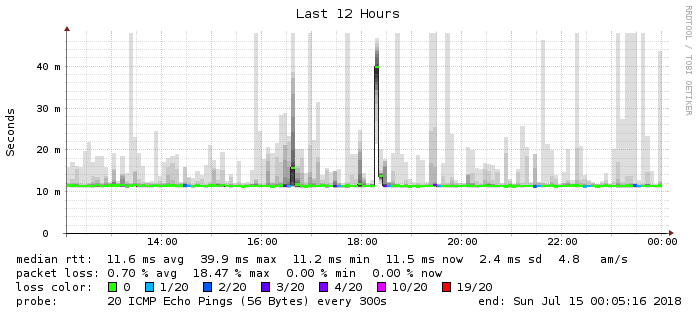 Last 12 Hours
RRDTOOL / TOBI OETIKER
Seconds
40 m
30 m
20 m
10 m
0
14:00 16:00 18:00 20:00 22:00 00:00
median rtt: 11.6 ms avg 39.9 ms max 11.2 ms min 11.5 ms now 2.4 ms sd 4.8 am/s
packet loss: 0.70 % avg 18.47 % max 0.00 % min 0.00 % now
loss color: 0 1/20 2/20 3/20 4/20 10/20 19/20
probe: 20 ICMP Echo Pings (56 Bytes) every 300s end: Sun Jul 15 00:05:16 2018